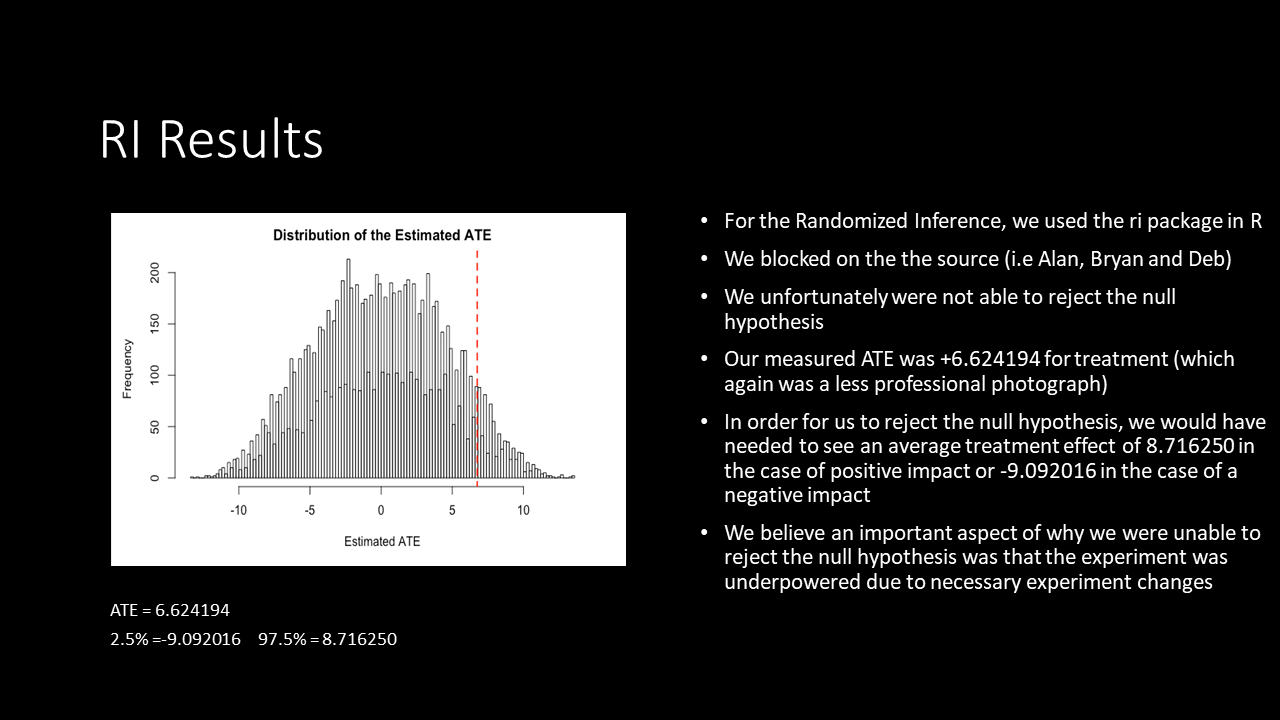 RI Results
Distribution of the Estimated ATE
Frequency
200
150
100
50
0
-10 -5 0 5 10
Estimated ATE
ATE = 6.624194
2.5% =-9.092016 97.5% = 8.716250
• For the Randomized Inference, we used the ri package in R
• We blocked on the the source (i.e Alan, Bryan and Deb)
• We unfortunately were not able to reject the null
hypothesis
• Our measured ATE was +6.624194 for treatment (which
again was a less professional photograph)
• In order for us to reject the null hypothesis, we would have
needed to see an average treatment effect of 8.716250 in
the case of positive impact or -9.092016 in the case of a
negative impact
• We believe an important aspect of why we were unable to
reject the null hypothesis was that the experiment was
underpowered due to necessary experiment changes